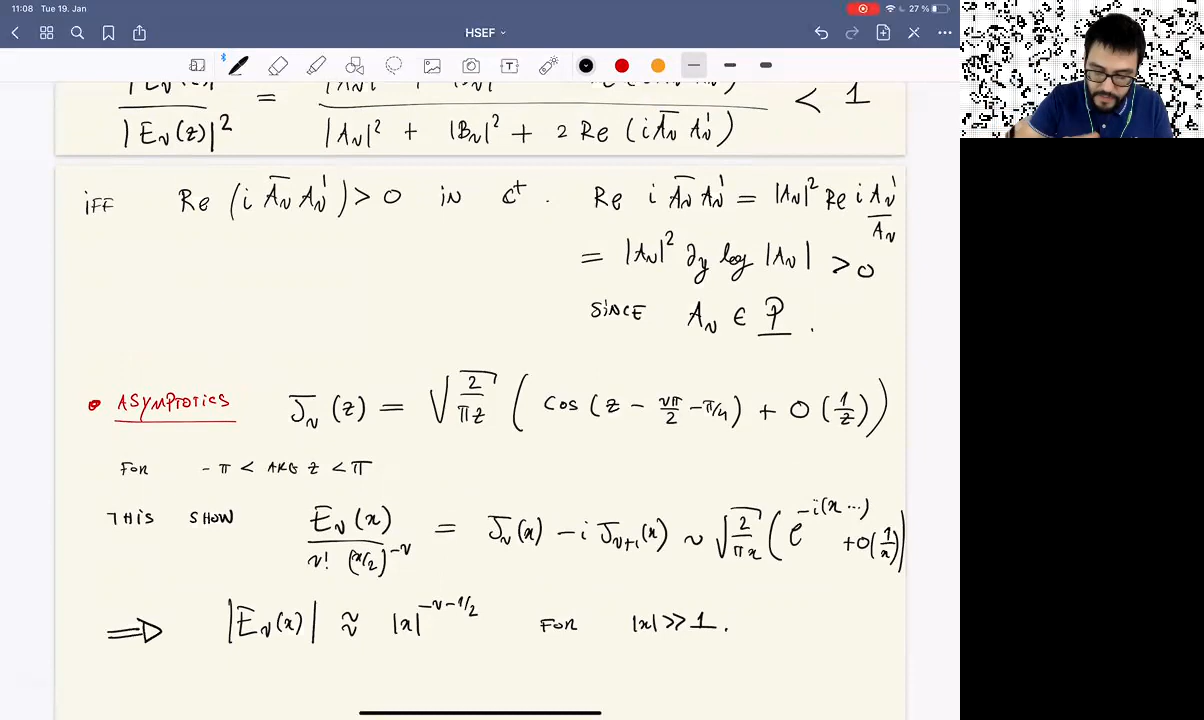 11:08 Tue 19. Jan 27 %
HSEF
|E_ν(z)|² = |A_ν|² + |B_ν|² + 2 Re (i Ā_ν A_ν') < 1
IFF Re (i Ā_ν A_ν') > 0 IN ℂ⁺. Re i Ā_ν A_ν' = |A_ν|² Re i A_ν' / A_ν
= |A_ν|² ∂y log |A_ν| > 0
SINCE A_ν ∈ P.
• ASYMPTOTICS J_ν(z) = √(2/πz) ( cos (z − νπ/2 − π/4) + O(1/z) )
FOR −π < ARG z < π
THIS SHOW E_ν(x) / ν! (x/2)^{−ν} = J_ν(x) − i J_{ν+1}(x) ~ √(2/πx) ( e^{−i(x ...)} + O(1/x) )
⟹ |E_ν(x)| ≈ |x|^{−ν−1/2} FOR |x| >> 1.